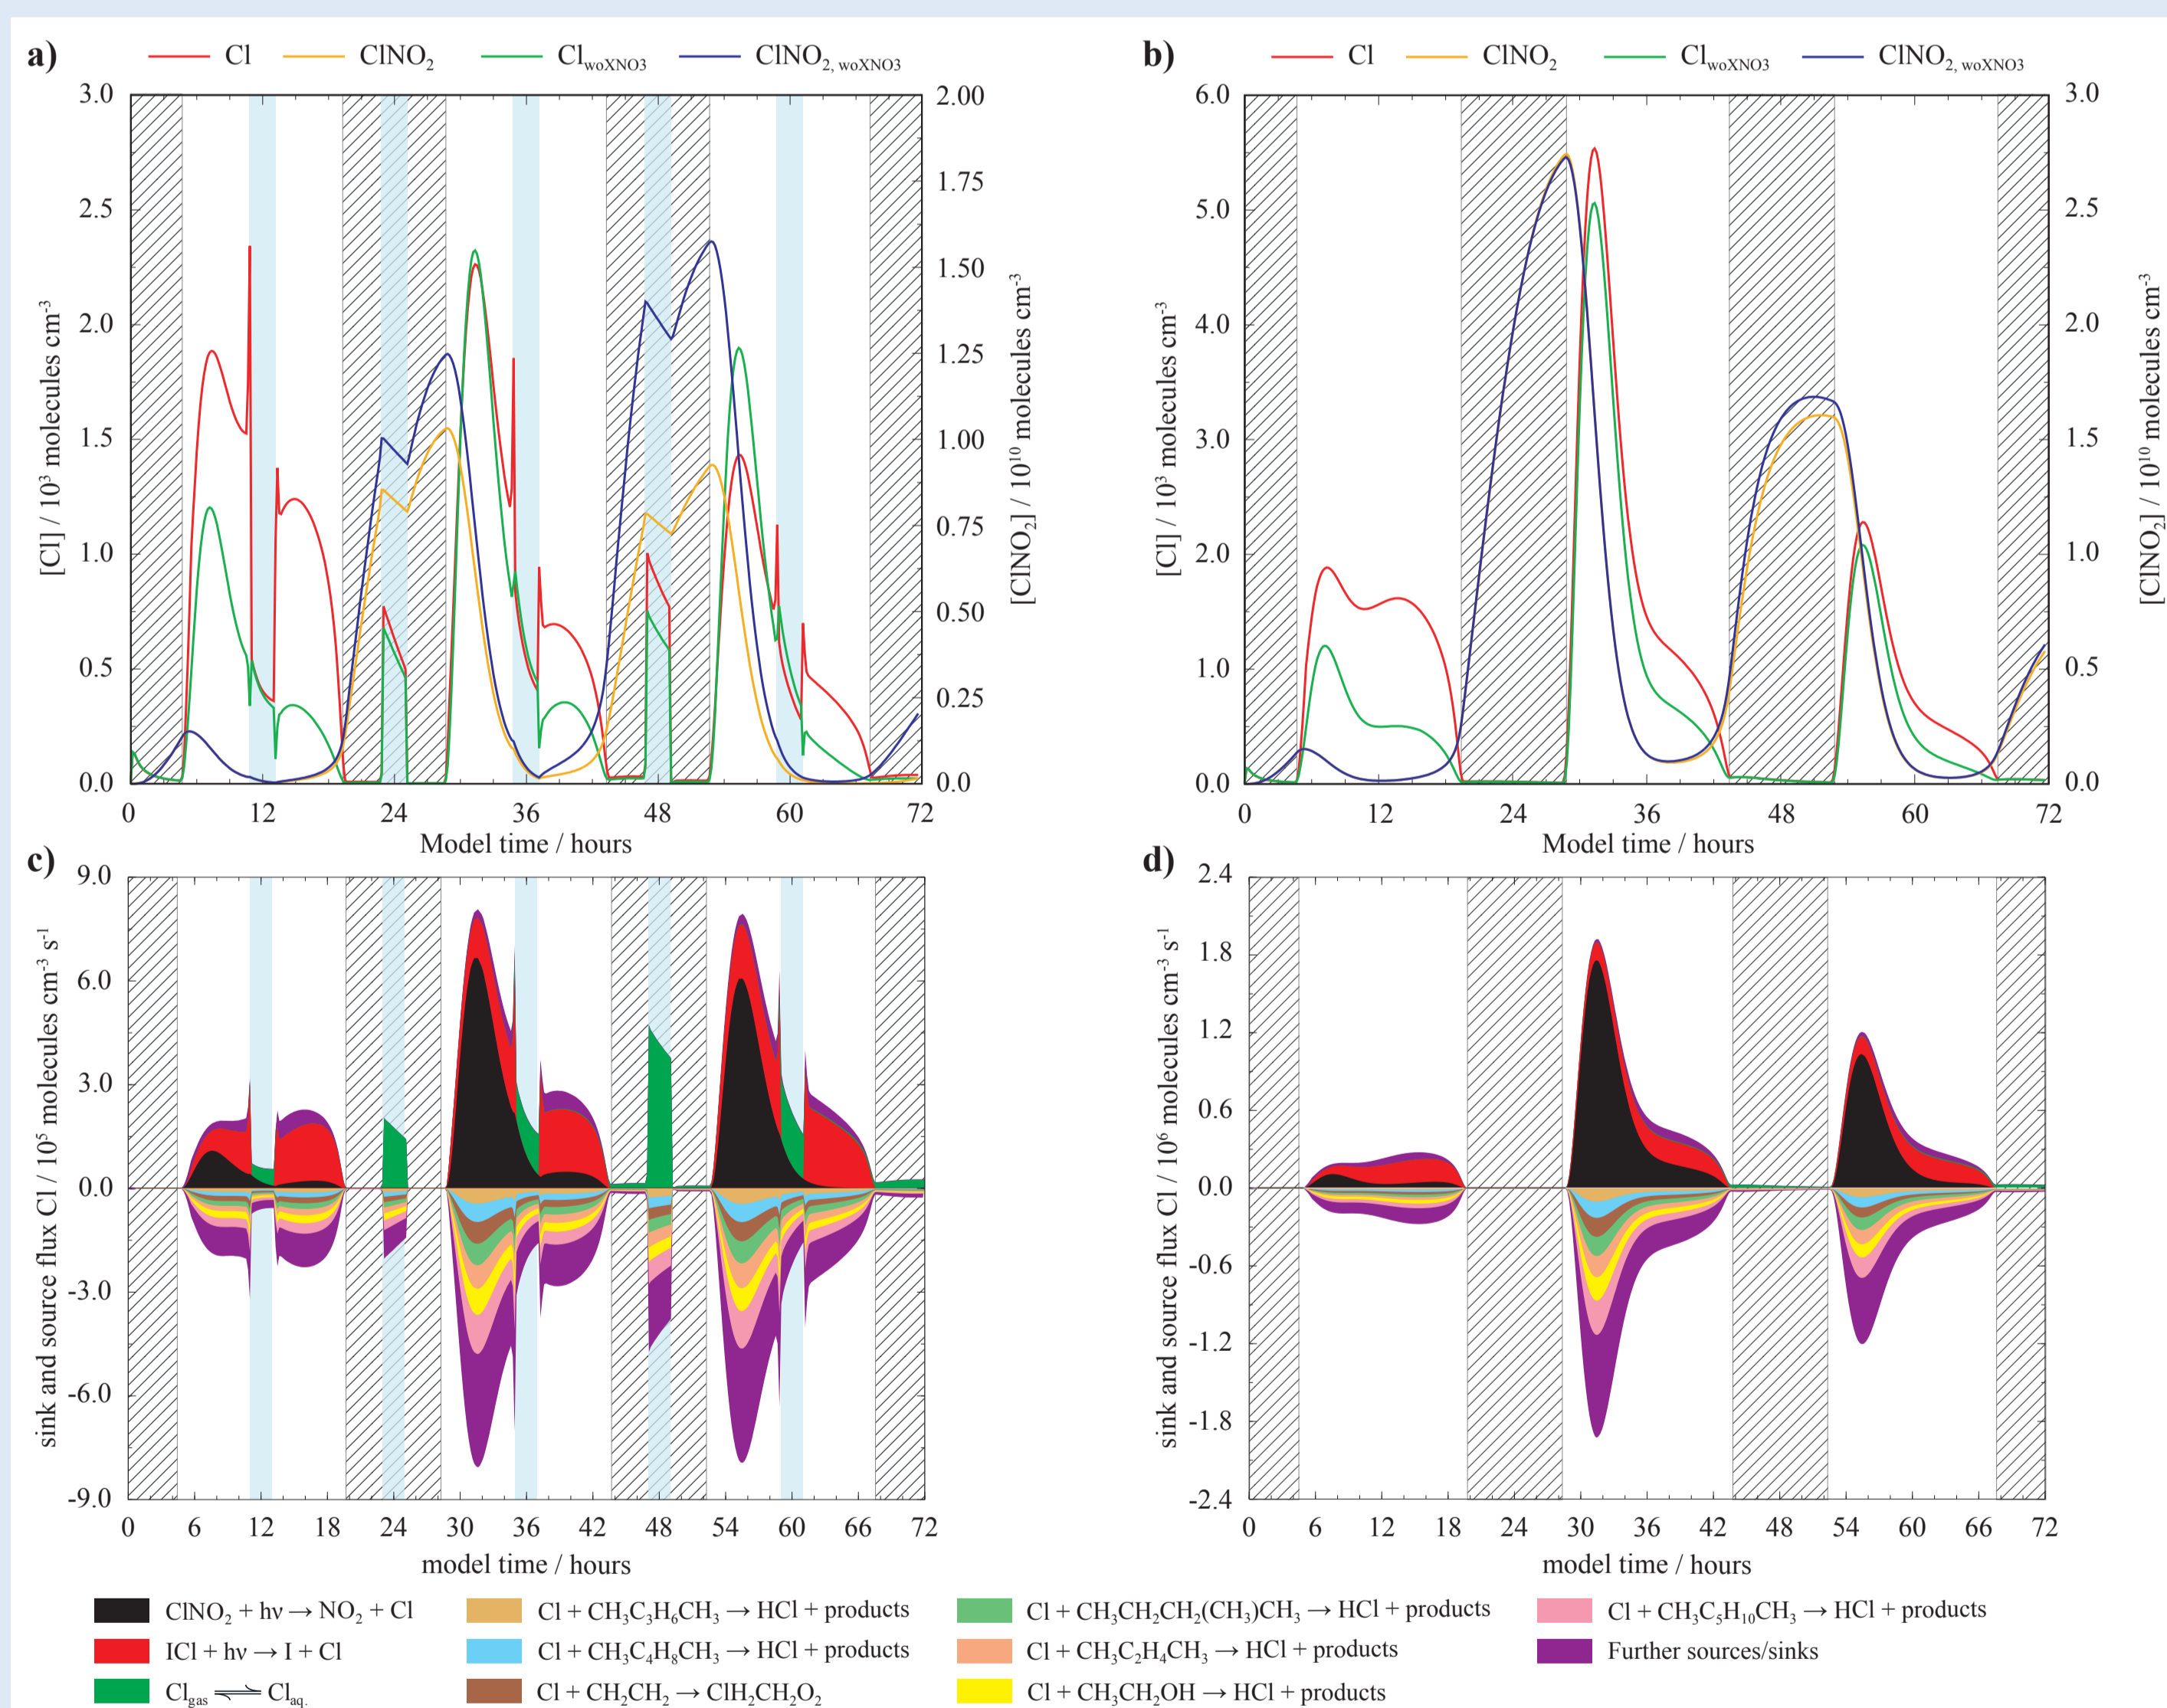 a)
Cl ClNO₂ Cl_woXNO3 ClNO_2, woXNO3
3.0
2.5
2.0
1.5
1.0
0.5
0.0
[Cl] / 10³ molecules cm⁻³
2.00
1.75
1.50
1.25
1.00
0.75
0.50
0.25
0.0
[ClNO₂] / 10¹⁰ molecules cm⁻³
0 12 24 36 48 60 72
Model time / hours
b)
Cl ClNO₂ Cl_woXNO3 ClNO_2, woXNO3
6.0
5.0
4.0
3.0
2.0
1.0
0.0
[Cl] / 10³ molecules cm⁻³
3.0
2.5
2.0
1.5
1.0
0.5
0.0
[ClNO₂] / 10¹⁰ molecules cm⁻³
0 12 24 36 48 60 72
Model time / hours
c)
9.0
6.0
3.0
0.0
-3.0
-6.0
-9.0
sink and source flux Cl / 10⁵ molecules cm⁻³ s⁻¹
0 6 12 18 24 30 36 42 48 54 60 66 72
model time / hours
d)
2.4
1.8
1.2
0.6
0.0
-0.6
-1.2
-1.8
-2.4
sink and source flux Cl / 10⁶ molecules cm⁻³ s⁻¹
0 6 12 18 24 30 36 42 48 54 60 66 72
model time / hours
ClNO₂ + hν → NO₂ + Cl
ICl + hν → I + Cl
Cl_gas ⇌ Cl_aq.
Cl + CH₃C₃H₆CH₃ → HCl + products
Cl + CH₃C₄H₈CH₃ → HCl + products
Cl + CH₂CH₂ → ClH₂CH₂O₂
Cl + CH₃CH₂CH₂(CH₃)CH₃ → HCl + products
Cl + CH₃C₂H₄CH₃ → HCl + products
Cl + CH₃CH₂OH → HCl + products
Cl + CH₃C₅H₁₀CH₃ → HCl + products
Further sources/sinks